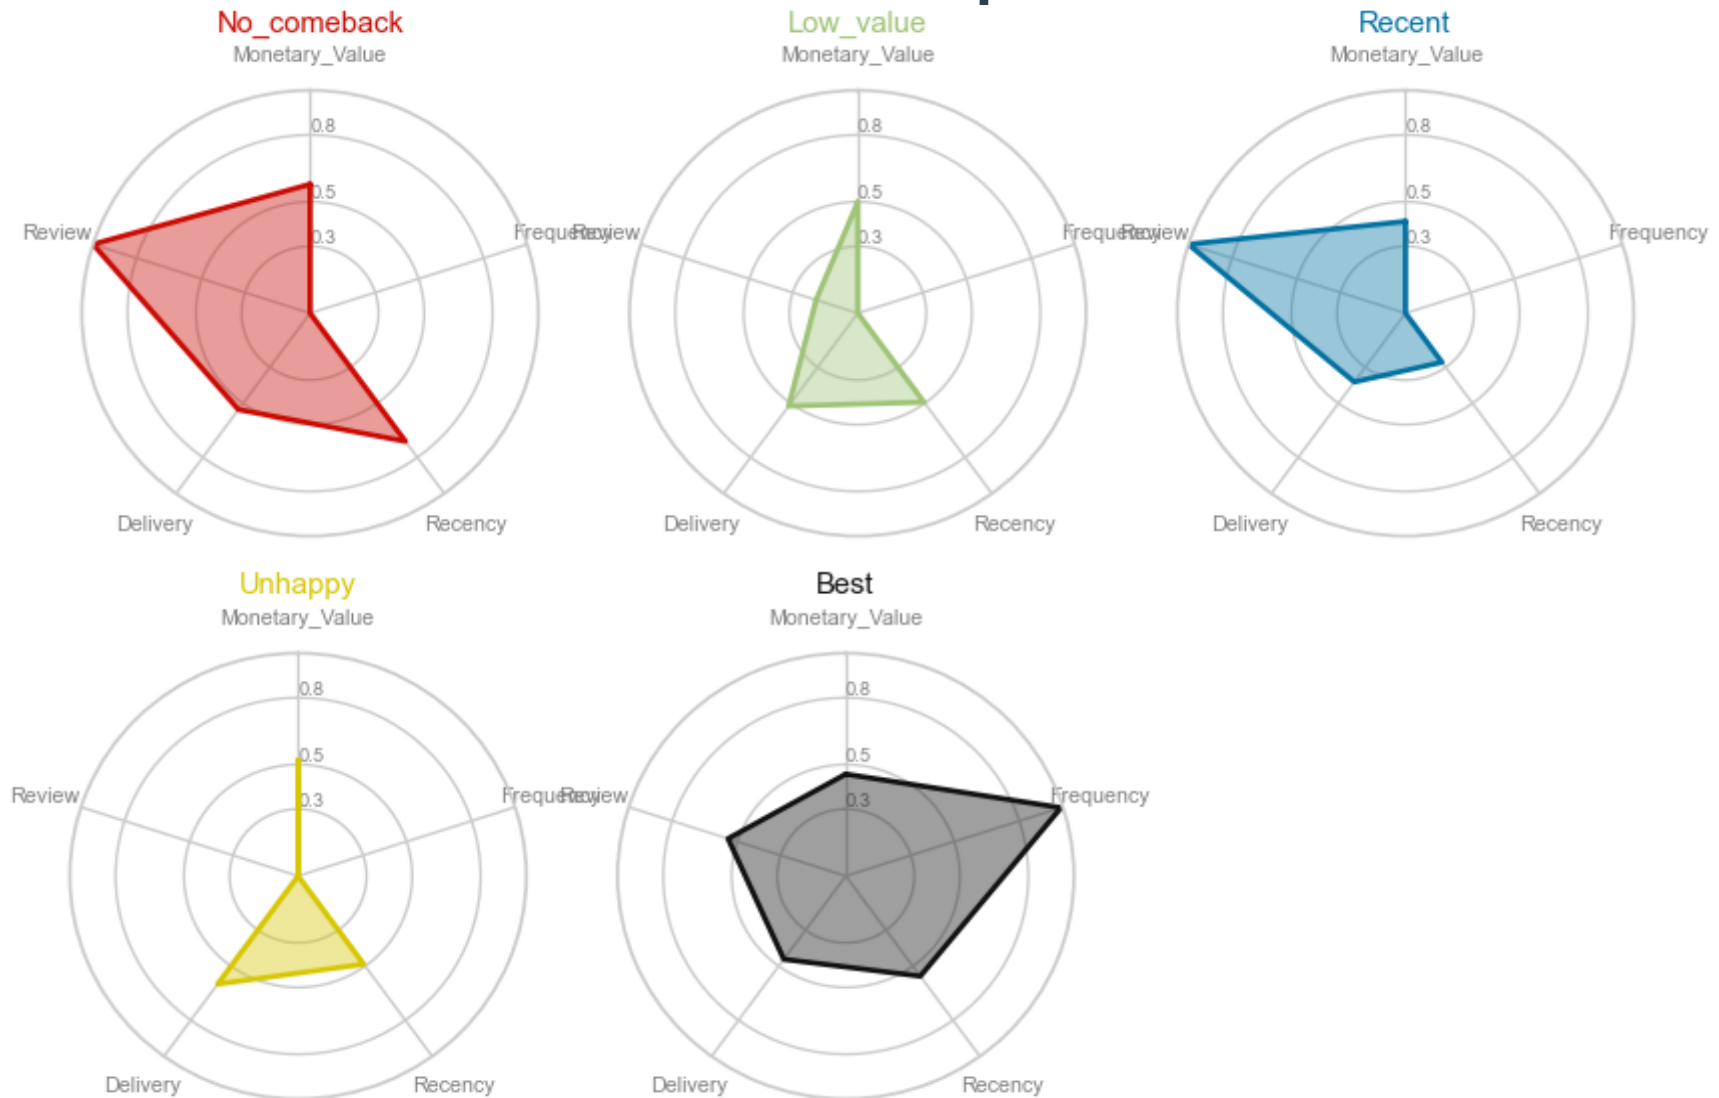 No_comeback
Monetary_Value
0.8
0.5
0.3
Review
Frequency
Delivery
Recency
Low_value
Monetary_Value
0.8
0.5
0.3
Review
Frequency
Delivery
Recency
Recent
Monetary_Value
0.8
0.5
0.3
Review
Frequency
Delivery
Recency
Unhappy
Monetary_Value
0.8
0.5
0.3
Review
Frequency
Delivery
Recency
Best
Monetary_Value
0.8
0.5
0.3
Review
Frequency
Delivery
Recency